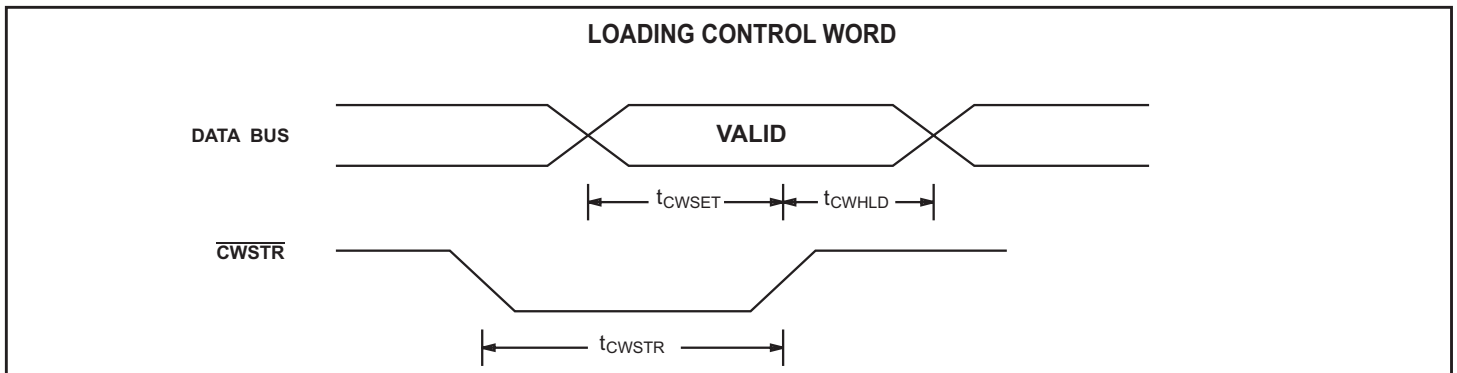 LOADING CONTROL WORD
DATA BUS
VALID
tCWSET
tCWHLD
CWSTR
tCWSTR